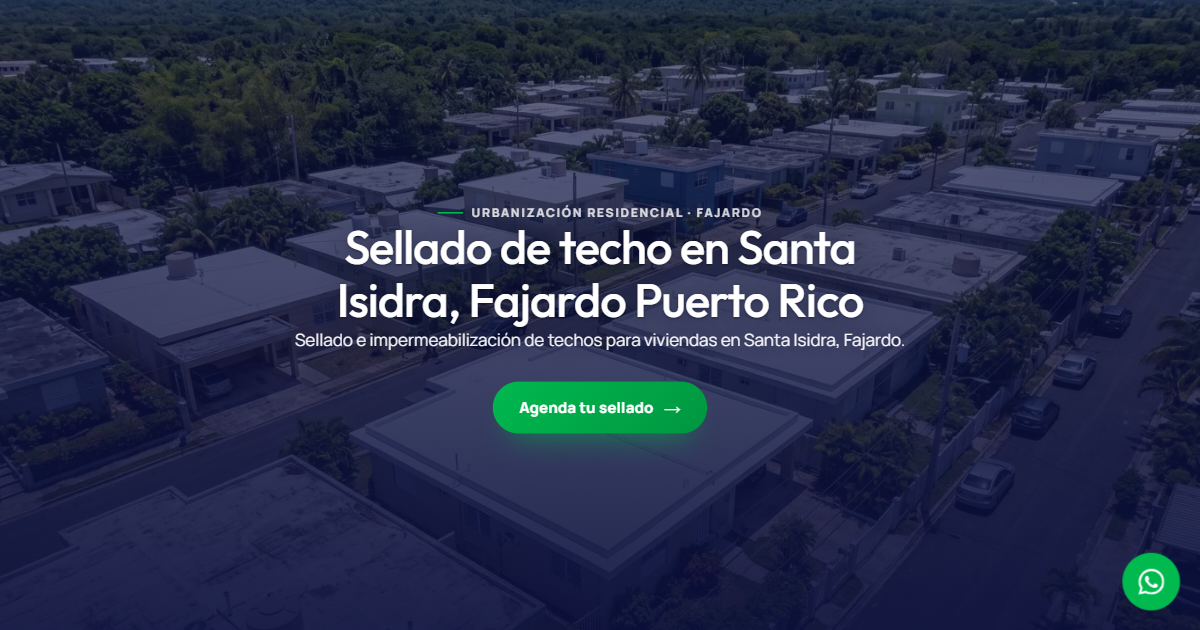 URBANIZACIÓN RESIDENCIAL · FAJARDO
Sellado de techo en Santa
Isidra, Fajardo Puerto Rico
Sellado e impermeabilización de techos para viviendas en Santa Isidra, Fajardo.
Agenda tu sellado →